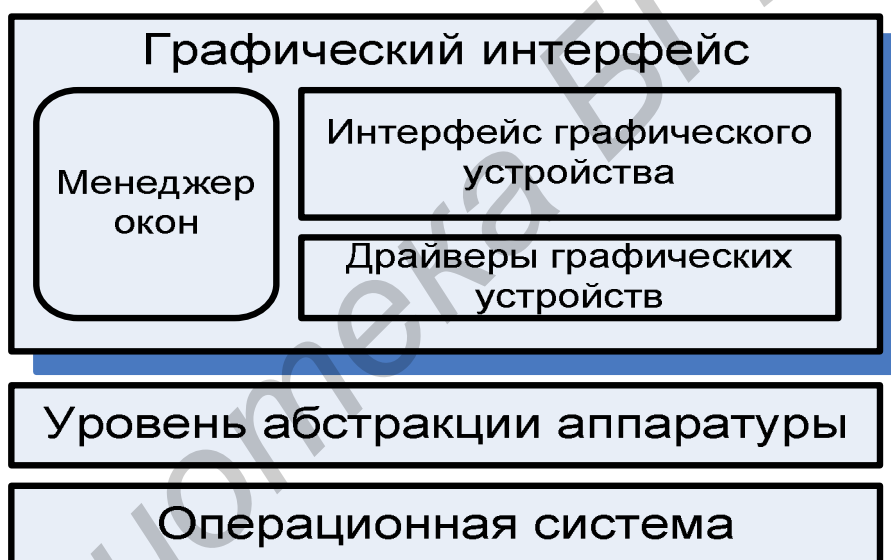 Графический интерфейс
Менеджер
окон
Интерфейс графического
устройства
Драйверы графических
устройств
Уровень абстракции аппаратуры
Операционная система